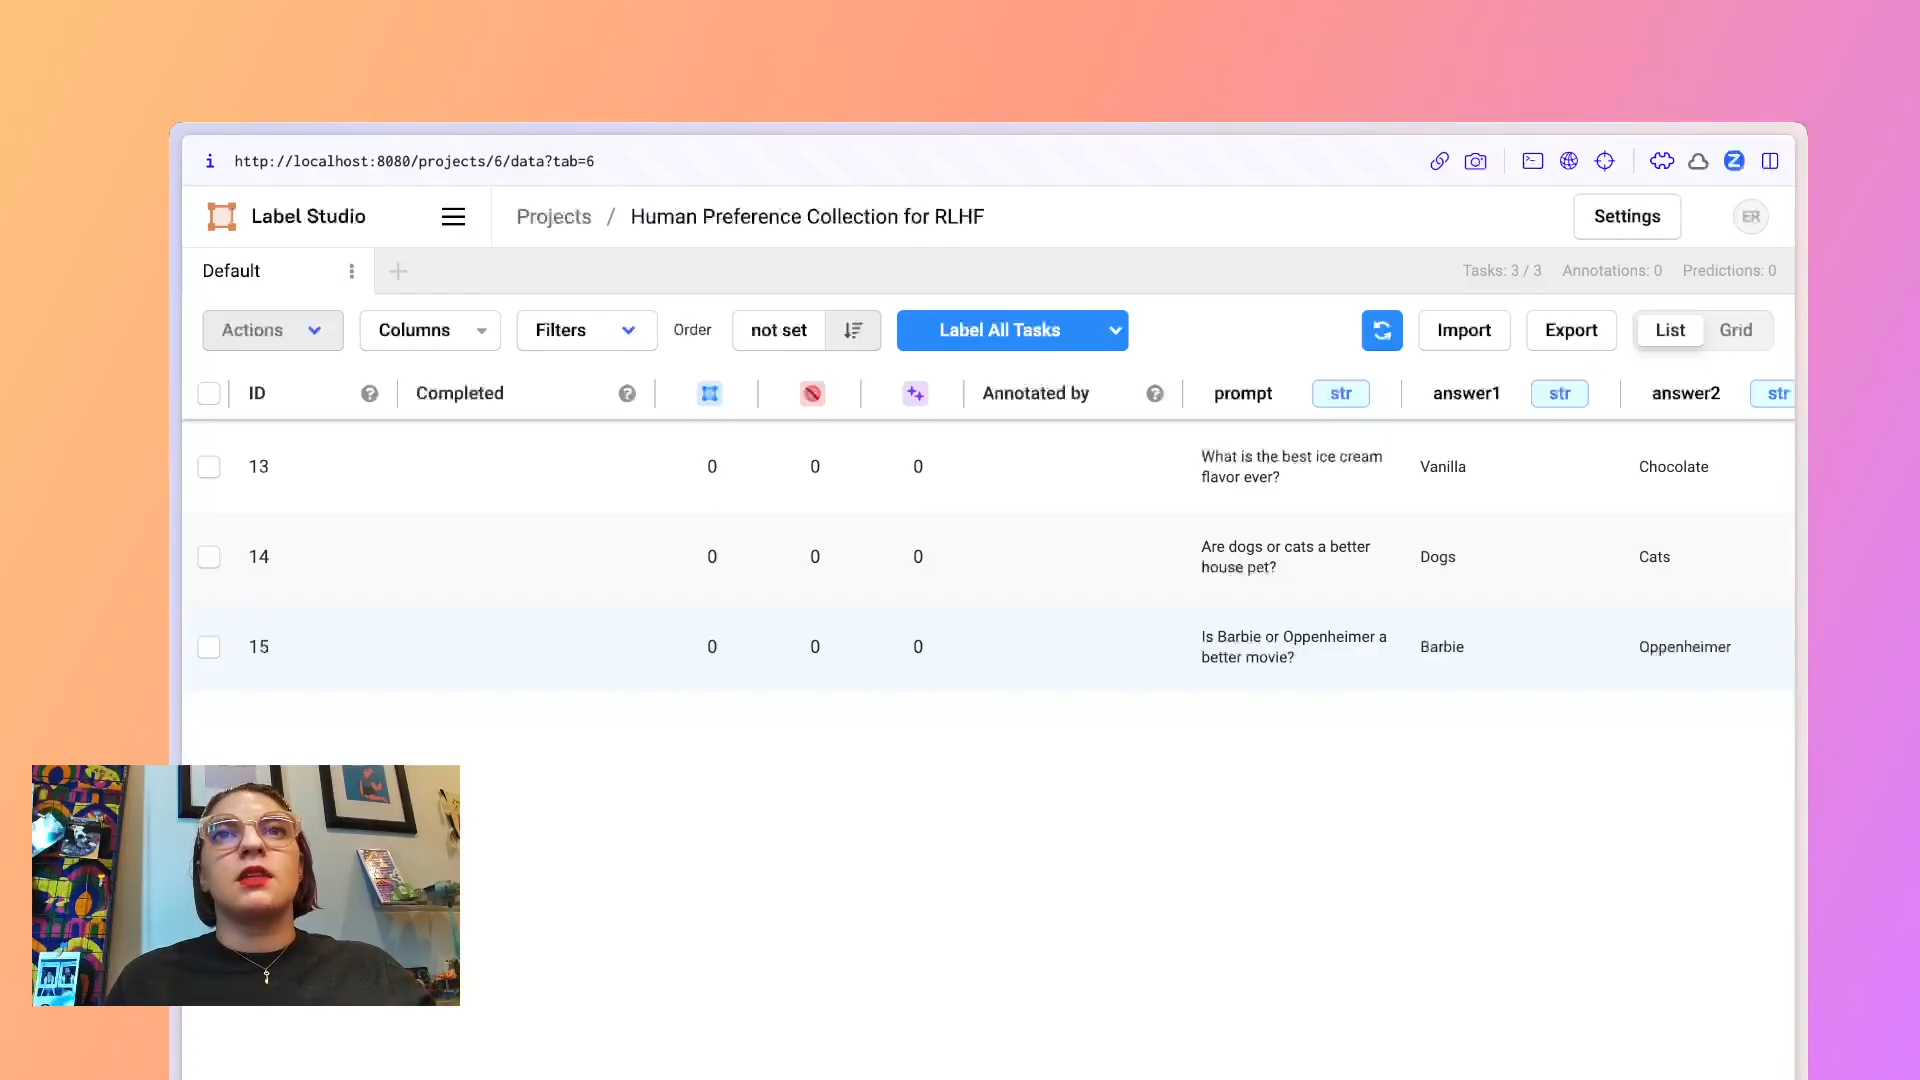 http://localhost:8080/projects/6/data?tab=6
Label Studio
Projects / Human Preference Collection for RLHF
Settings
ER
Default
Tasks: 3 / 3 Annotations: 0 Predictions: 0
Actions Columns Filters Order not set Label All Tasks Import Export List Grid
ID Completed Annotated by prompt str answer1 str answer2 str
13 0 0 0 What is the best ice cream flavor ever? Vanilla Chocolate
14 0 0 0 Are dogs or cats a better house pet? Dogs Cats
15 0 0 0 Is Barbie or Oppenheimer a better movie? Barbie Oppenheimer